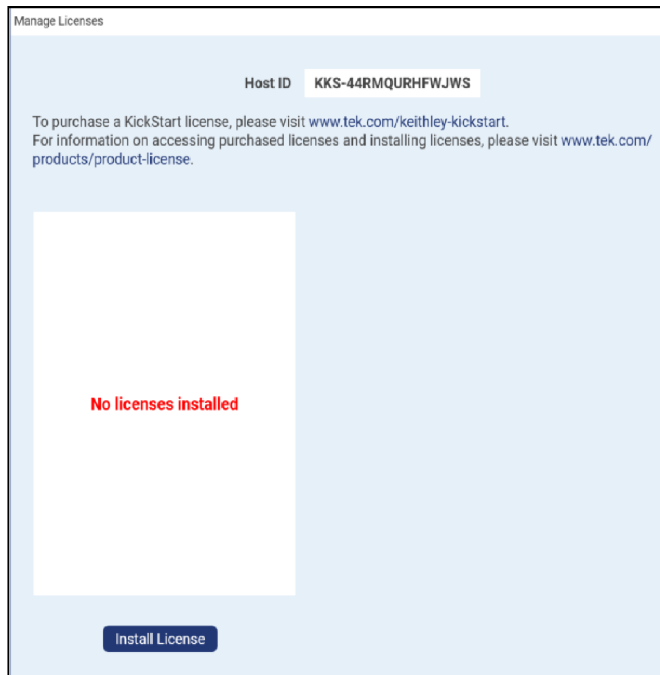 Manage Licenses
Host ID KKS-44RMQURHFWJWS
To purchase a KickStart license, please visit www.tek.com/keithley-kickstart.
For information on accessing purchased licenses and installing licenses, please visit www.tek.com/
products/product-license.
No licenses installed
Install License